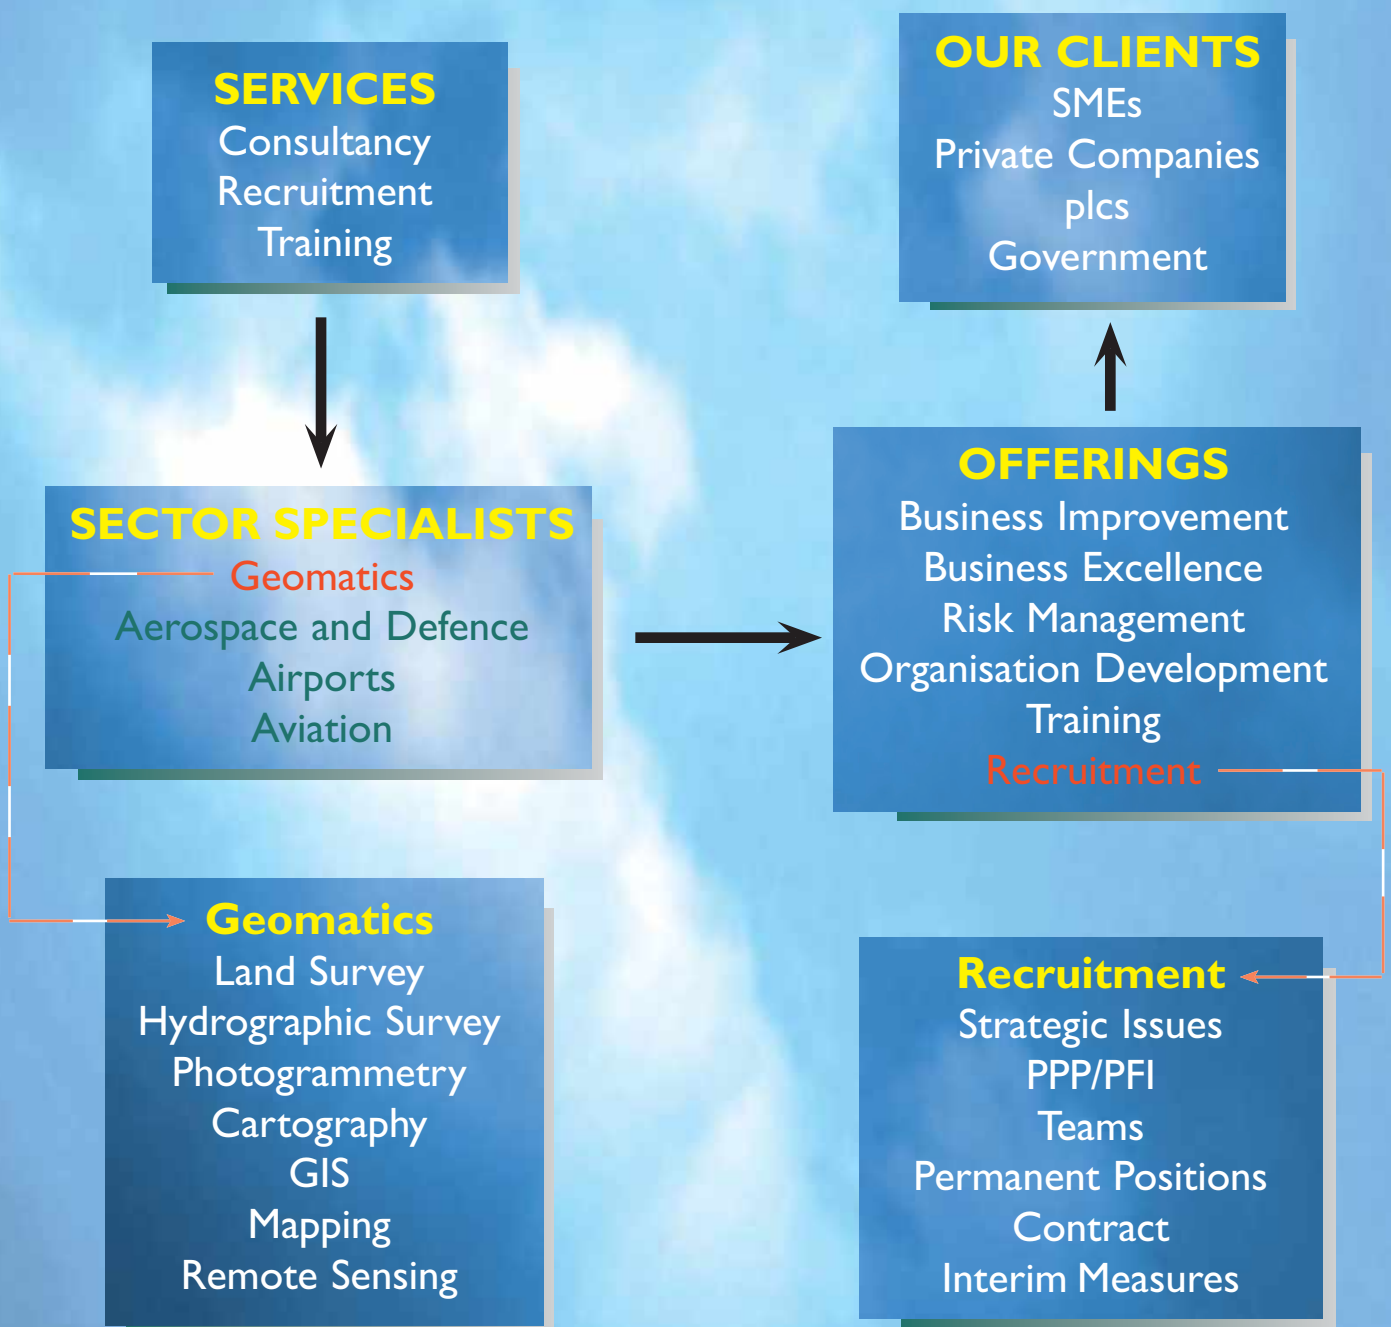 SERVICES
Consultancy
Recruitment
Training
OUR CLIENTS
SMEs
Private Companies
plcs
Government
SECTOR SPECIALISTS
Geomatics
Aerospace and Defence
Airports
Aviation
OFFERINGS
Business Improvement
Business Excellence
Risk Management
Organisation Development
Training
Recruitment
Geomatics
Land Survey
Hydrographic Survey
Photogrammetry
Cartography
GIS
Mapping
Remote Sensing
Recruitment
Strategic Issues
PPP/PFI
Teams
Permanent Positions
Contract
Interim Measures